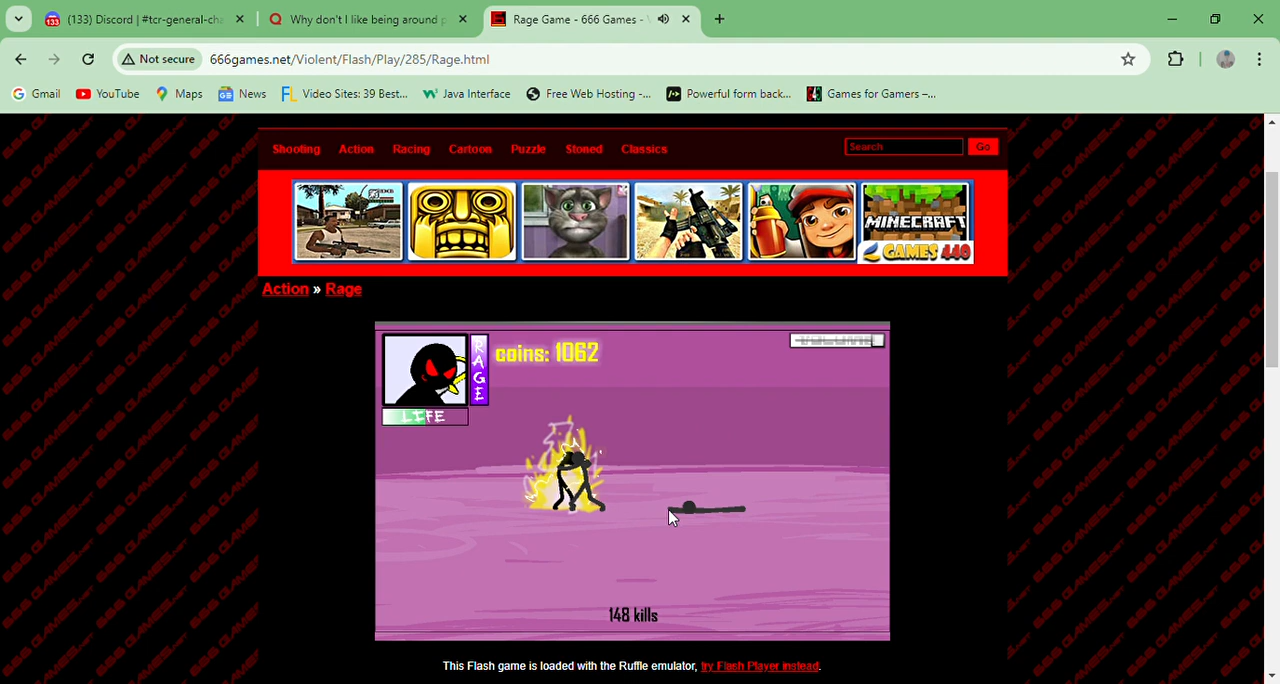 (133) Discord | #tcr-general-cha
Why don't I like being around p
Rage Game - 666 Games -
Not secure
666games.net/Violent/Flash/Play/285/Rage.html
Gmail
YouTube
Maps
News
Video Sites: 39 Best...
Java Interface
Free Web Hosting -...
Powerful form back...
Games for Gamers –...
Shooting
Action
Racing
Cartoon
Puzzle
Stoned
Classics
Search
Go
MINECRAFT
GAMES 440
Action » Rage
RAGE
coins: 1062
VOLUME
LIFE
148 kills
This Flash game is loaded with the Ruffle emulator, try Flash Player instead.